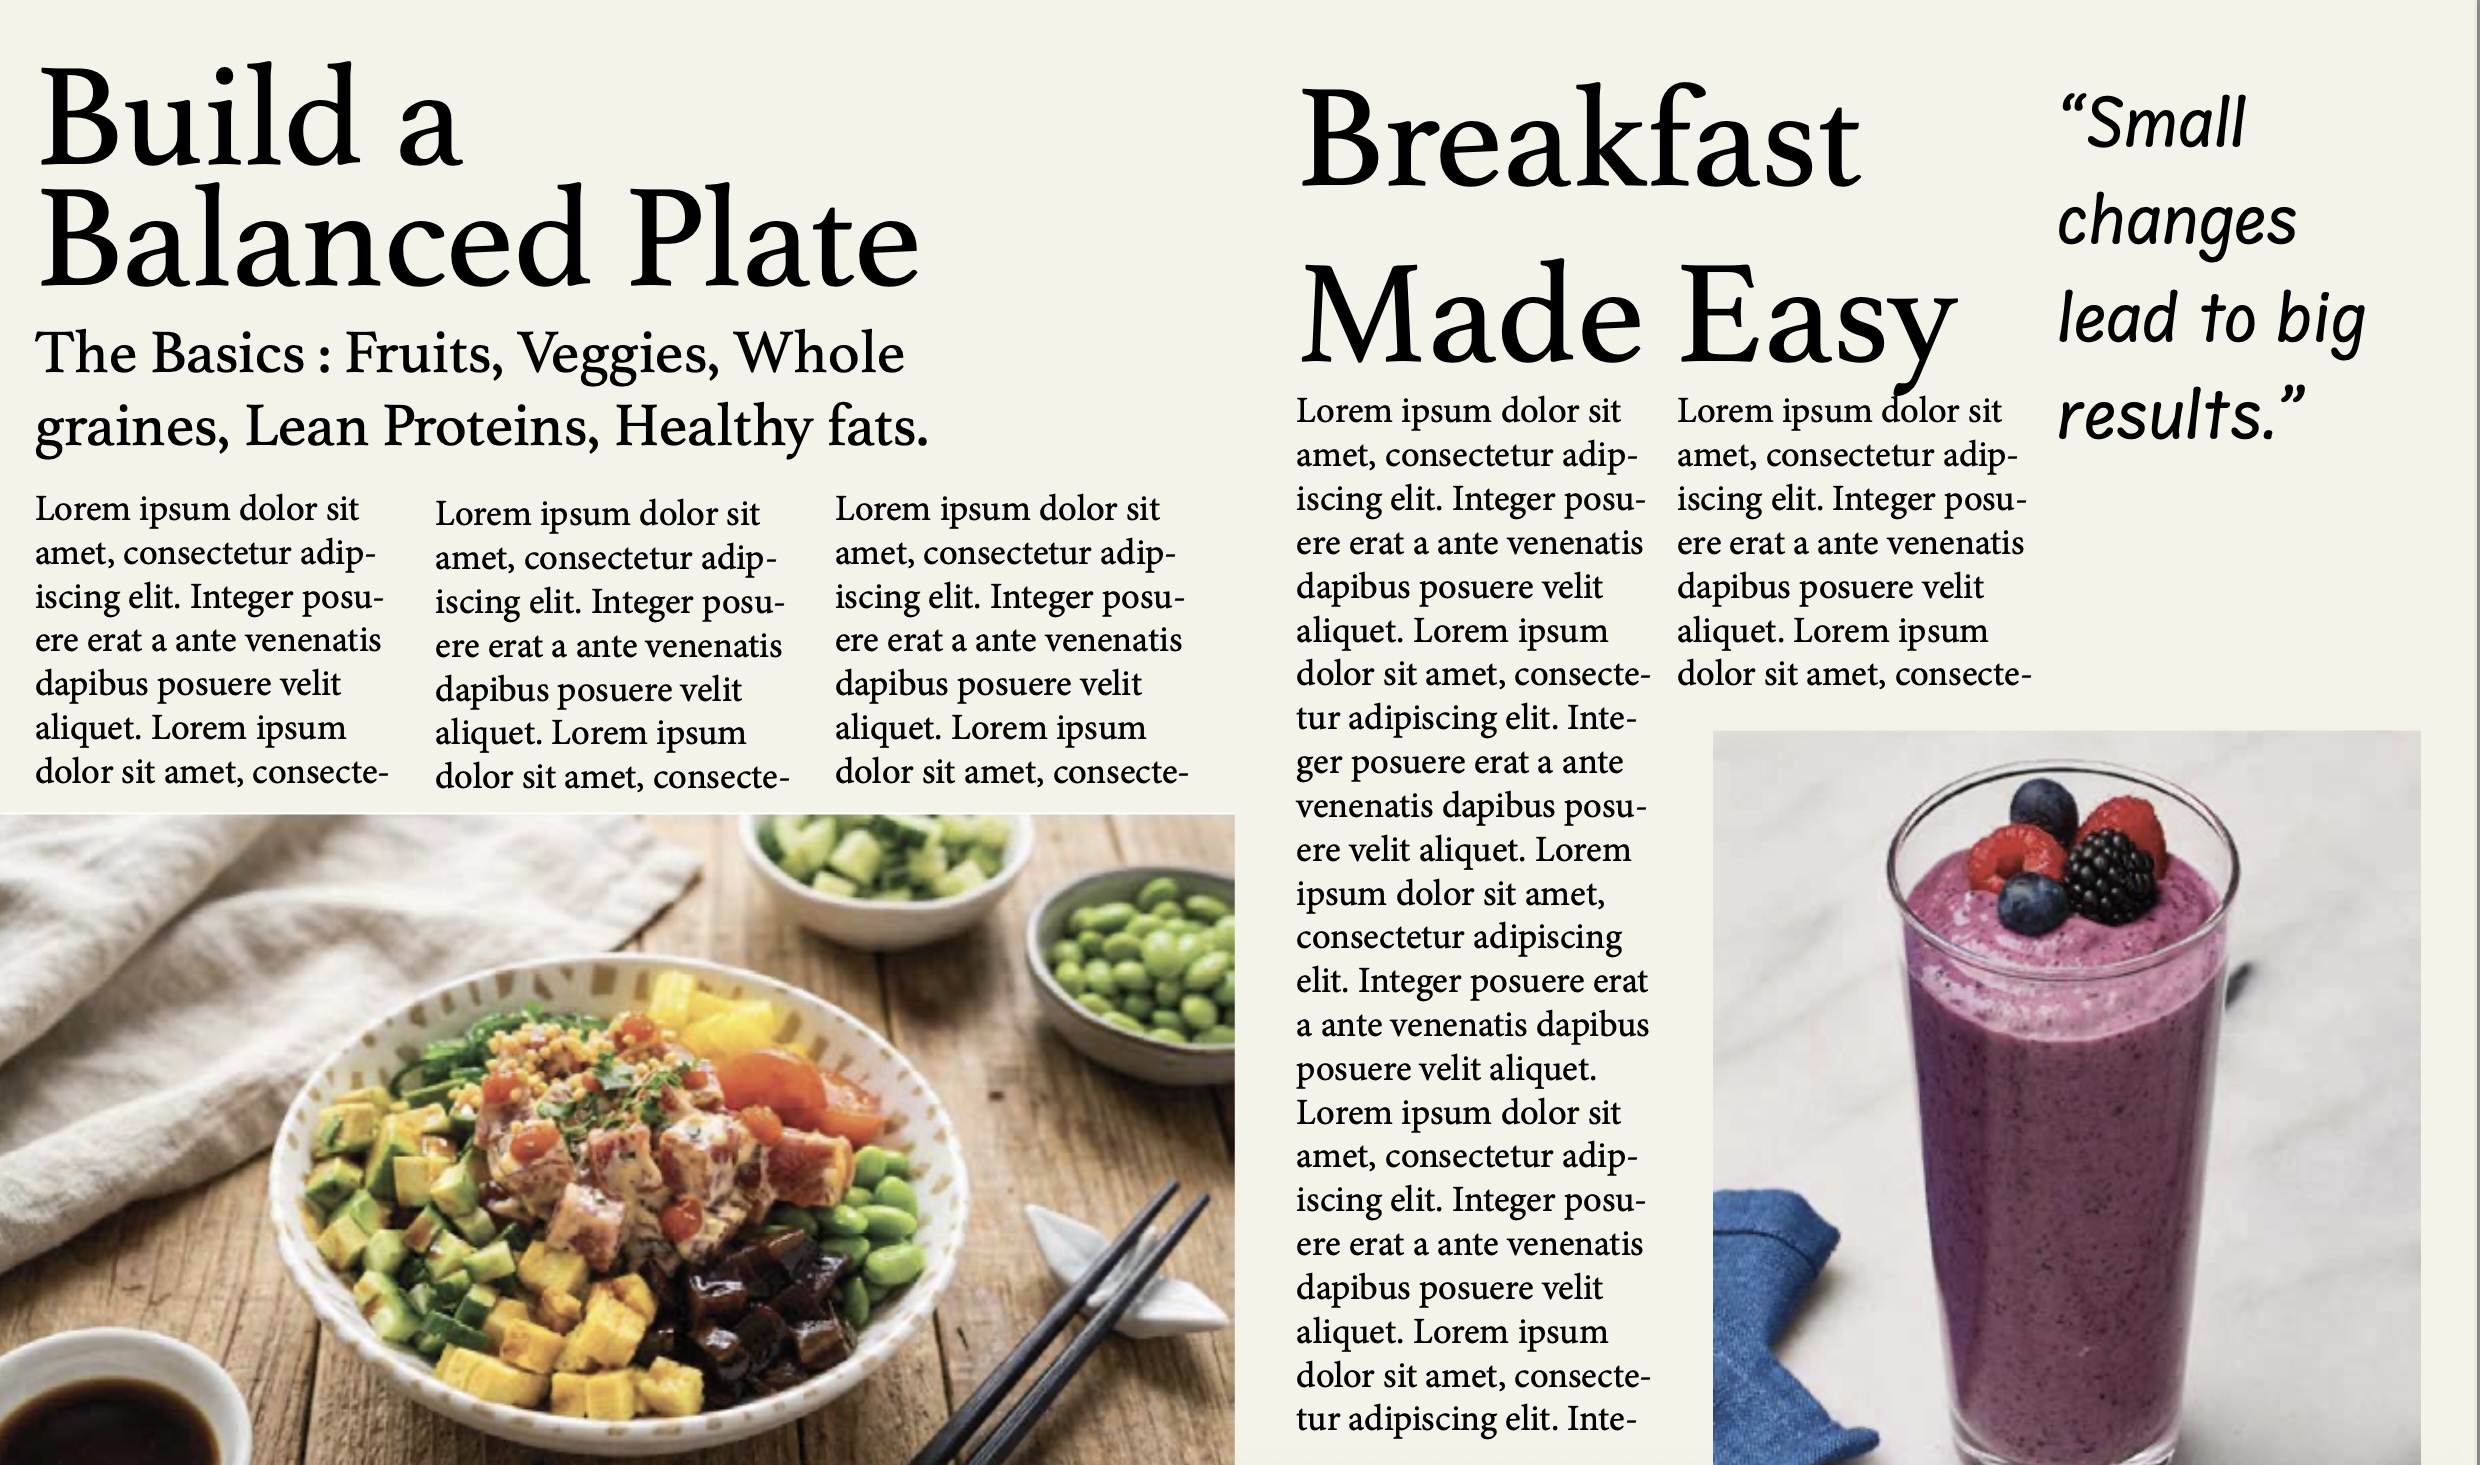 Build a
Balanced Plate
The Basics : Fruits, Veggies, Whole
graines, Lean Proteins, Healthy fats.
Lorem ipsum dolor sit
amet, consectetur adip-
iscing elit. Integer posu-
ere erat a ante venenatis
dapibus posuere velit
aliquet. Lorem ipsum
dolor sit amet, consecte-
Lorem ipsum dolor sit
amet, consectetur adip-
iscing elit. Integer posu-
ere erat a ante venenatis
dapibus posuere velit
aliquet. Lorem ipsum
dolor sit amet, consecte-
Lorem ipsum dolor sit
amet, consectetur adip-
iscing elit. Integer posu-
ere erat a ante venenatis
dapibus posuere velit
aliquet. Lorem ipsum
dolor sit amet, consecte-
Breakfast
Made Easy
Lorem ipsum dolor sit
amet, consectetur adip-
iscing elit. Integer posu-
ere erat a ante venenatis
dapibus posuere velit
aliquet. Lorem ipsum
dolor sit amet, consecte-
tur adipiscing elit. Inte-
ger posuere erat a ante
venenatis dapibus posu-
ere velit aliquet. Lorem
ipsum dolor sit amet,
consectetur adipiscing
elit. Integer posuere erat
a ante venenatis dapibus
posuere velit aliquet.
Lorem ipsum dolor sit
amet, consectetur adip-
iscing elit. Integer posu-
ere erat a ante venenatis
dapibus posuere velit
aliquet. Lorem ipsum
dolor sit amet, consecte-
tur adipiscing elit. Inte-
Lorem ipsum dolor sit
amet, consectetur adip-
iscing elit. Integer posu-
ere erat a ante venenatis
dapibus posuere velit
aliquet. Lorem ipsum
dolor sit amet, consecte-
“Small
changes
lead to big
results.”